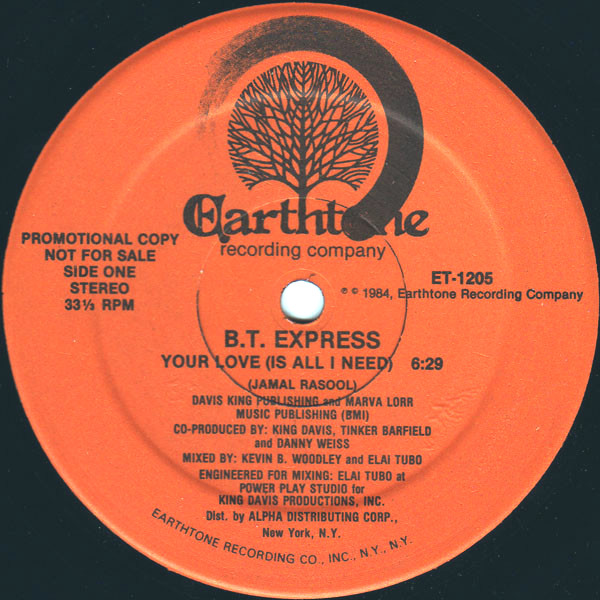 Earthtone
recording company
PROMOTIONAL COPY
NOT FOR SALE
SIDE ONE
STEREO
33⅓ RPM
ET-1205
℗ © 1984, Earthtone Recording Company
B.T. EXPRESS
YOUR LOVE (IS ALL I NEED) 6:29
(JAMAL RASOOL)
DAVIS KING PUBLISHING and MARVA LORR
MUSIC PUBLISHING (BMI)
CO-PRODUCED BY: KING DAVIS, TINKER BARFIELD
and DANNY WEISS
MIXED BY: KEVIN B. WOODLEY and ELAI TUBO
ENGINEERED FOR MIXING: ELAI TUBO at
POWER PLAY STUDIO for
KING DAVIS PRODUCTIONS, INC.
Dist. by ALPHA DISTRIBUTING CORP.,
New York, N.Y.
EARTHTONE RECORDING CO., INC., N.Y., N.Y.